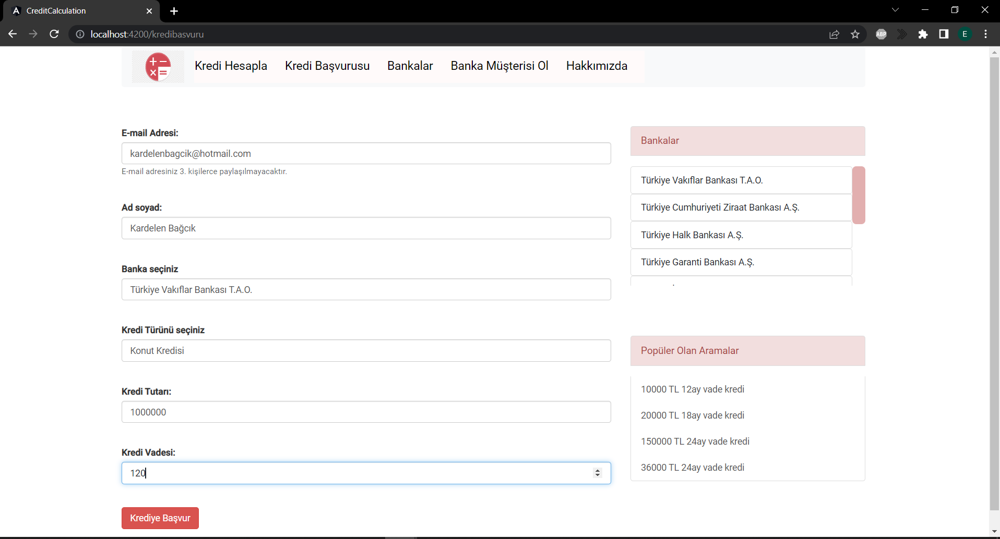 CreditCalculation
localhost:4200/kredibasvuru
ABP
E
Kredi Hesapla
Kredi Başvurusu
Bankalar
Banka Müşterisi Ol
Hakkımızda
E-mail Adresi:
kardelenbagcik@hotmail.com
E-mail adresiniz 3. kişilerce paylaşılmayacaktır.
Ad soyad:
Kardelen Bağcık
Banka seçiniz
Türkiye Vakıflar Bankası T.A.O.
Kredi Türünü seçiniz
Konut Kredisi
Kredi Tutarı:
1000000
Kredi Vadesi:
120
Krediye Başvur
Bankalar
Türkiye Vakıflar Bankası T.A.O.
Türkiye Cumhuriyeti Ziraat Bankası A.Ş.
Türkiye Halk Bankası A.Ş.
Türkiye Garanti Bankası A.Ş.
Popüler Olan Aramalar
10000 TL 12ay vade kredi
20000 TL 18ay vade kredi
150000 TL 24ay vade kredi
36000 TL 24ay vade kredi